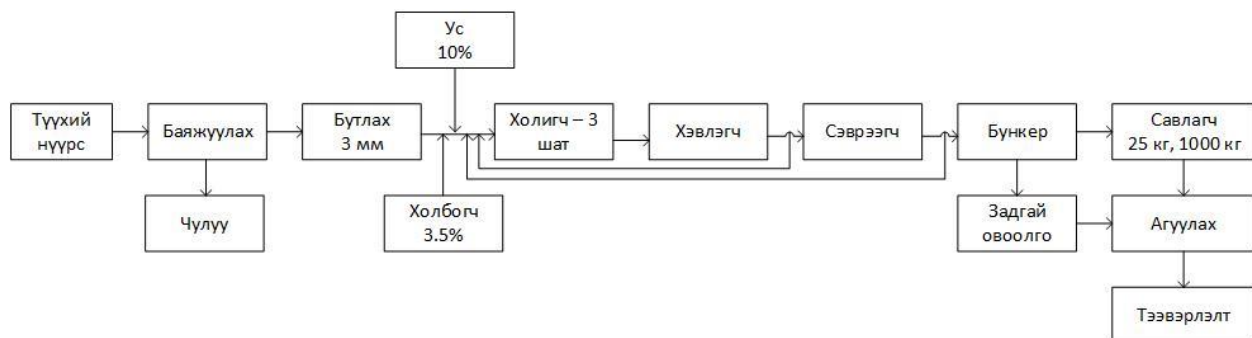 Ус
10%
Түүхий
нүүрс
Баяжуулах
Бутлах
3 мм
Холигч – 3
шат
Хэвлэгч
Сэврээгч
Бункер
Савлагч
25 кг, 1000 кг
Чулуу
Холбогч
3.5%
Задгай
овоолго
Агуулах
Тээвэрлэлт